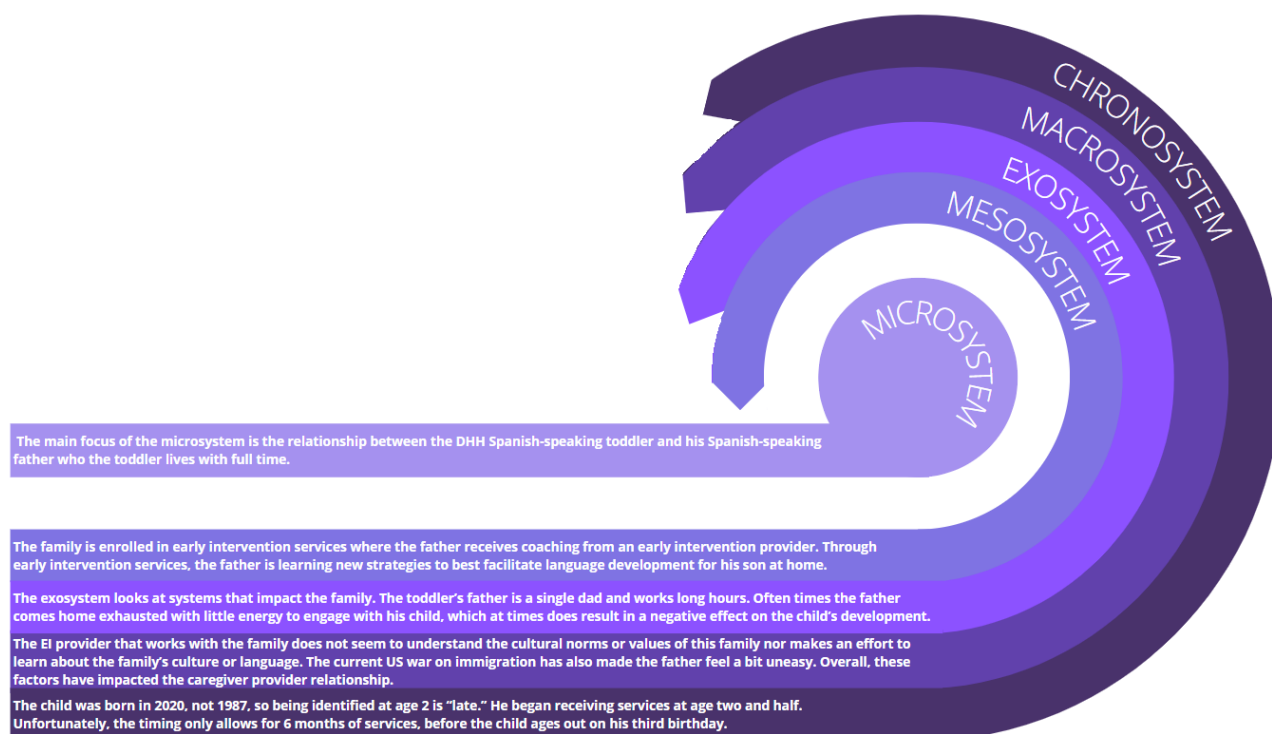 CHRONOSYSTEM
MACROSYSTEM
EXOSYSTEM
MESOSYSTEM
MICROSYSTEM
The main focus of the microsystem is the relationship between the DHH Spanish-speaking toddler and his Spanish-speaking
father who the toddler lives with full time.
The family is enrolled in early intervention services where the father receives coaching from an early intervention provider. Through
early intervention services, the father is learning new strategies to best facilitate language development for his son at home.
The exosystem looks at systems that impact the family. The toddler's father is a single dad and works long hours. Often times the father
comes home exhausted with little energy to engage with his child, which at times does result in a negative effect on the child's development.
The EI provider that works with the family does not seem to understand the cultural norms or values of this family nor makes an effort to
learn about the family's culture or language. The current US war on immigration has also made the father feel a bit uneasy. Overall, these
factors have impacted the caregiver provider relationship.
The child was born in 2020, not 1987, so being identified at age 2 is “late.” He began receiving services at age two and half.
Unfortunately, the timing only allows for 6 months of services, before the child ages out on his third birthday.